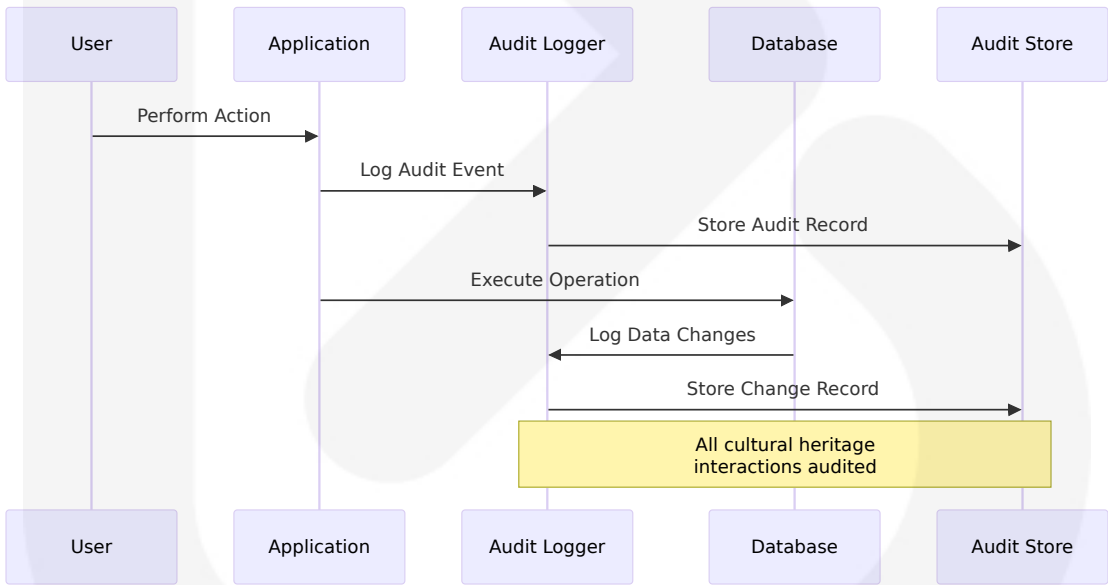 User
Application
Audit Logger
Database
Audit Store
Perform Action
Log Audit Event
Store Audit Record
Execute Operation
Log Data Changes
Store Change Record
All cultural heritage
interactions audited
User
Application
Audit Logger
Database
Audit Store